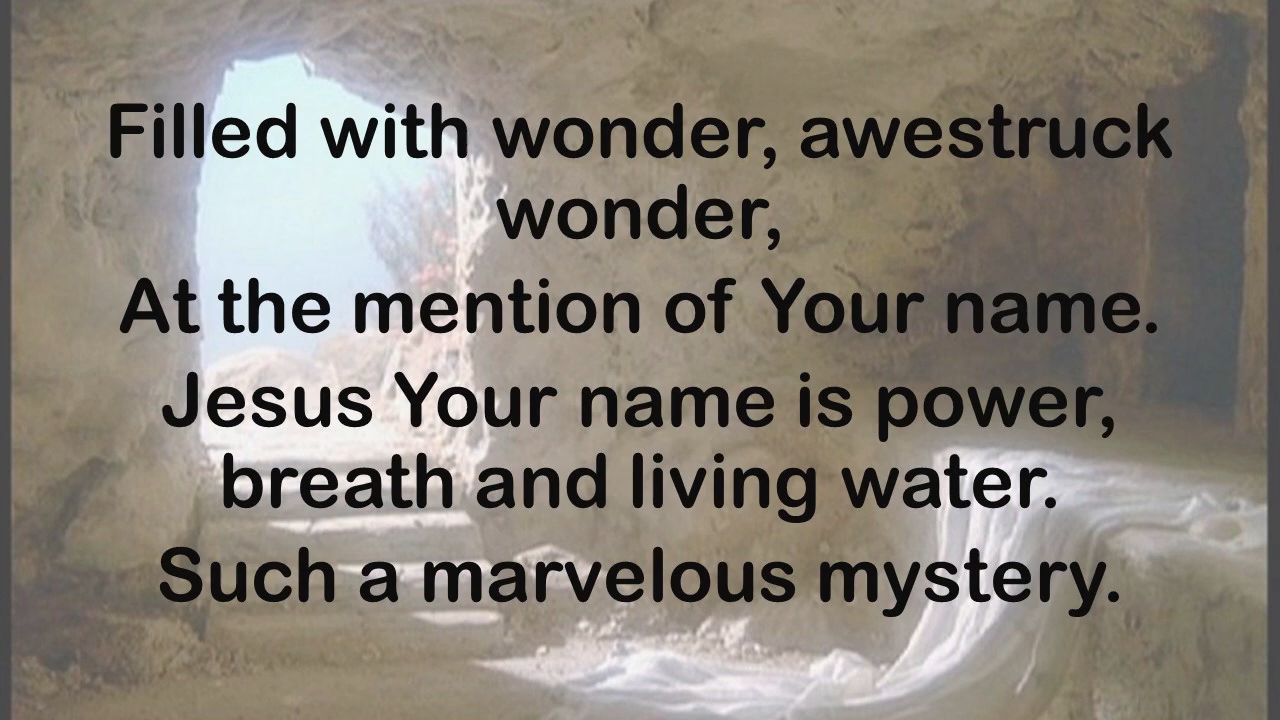 Filled with wonder, awestruck
wonder,
At the mention of Your name.
Jesus Your name is power,
breath and living water.
Such a marvelous mystery.